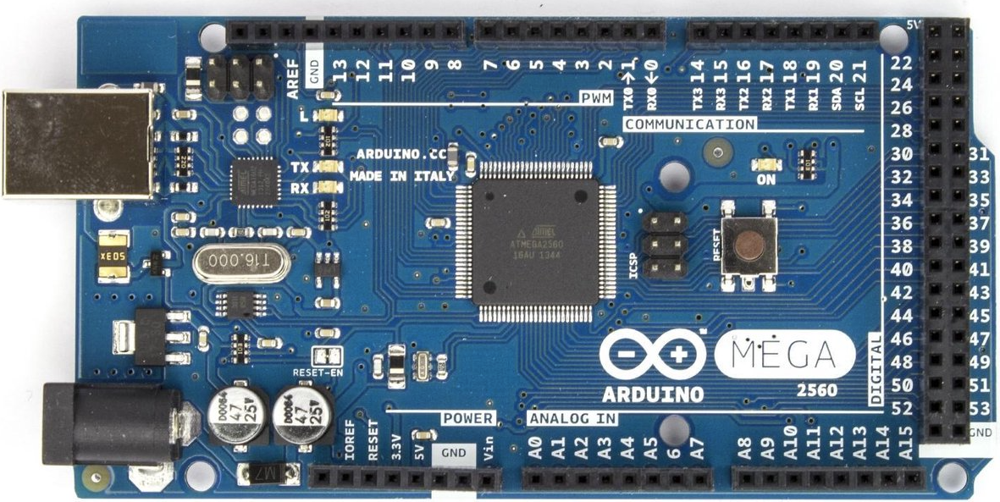 5V
AREF
GND
13
12
11
10
9
8
7
6
5
4
3
2
TX0→1
RX0←0
TX3 14
RX3 15
TX2 16
RX2 17
TX1 18
RX1 19
SDA 20
SCL 21
PWM
COMMUNICATION
L
TX
RX
ARDUINO.CC
MADE IN ITALY
ON
22
24
26
28
30 31
32 33
34 35
36 37
38 39
40 41
42 43
44 45
46 47
48 49
50 51
52 53
GND
DIGITAL
ATMEL
ATMEGA2560
16AU 1344
ICSP
RESET
T16.000
RESET-EN
47
25V
47
25V
M7
MEGA
2560
ARDUINO
POWER
ANALOG IN
IOREF
RESET
3.3V
5V
GND
Vin
A0
A1
A2
A3
A4
A5
6
A7
A8
A9
A10
A11
A12
A13
A14
A15